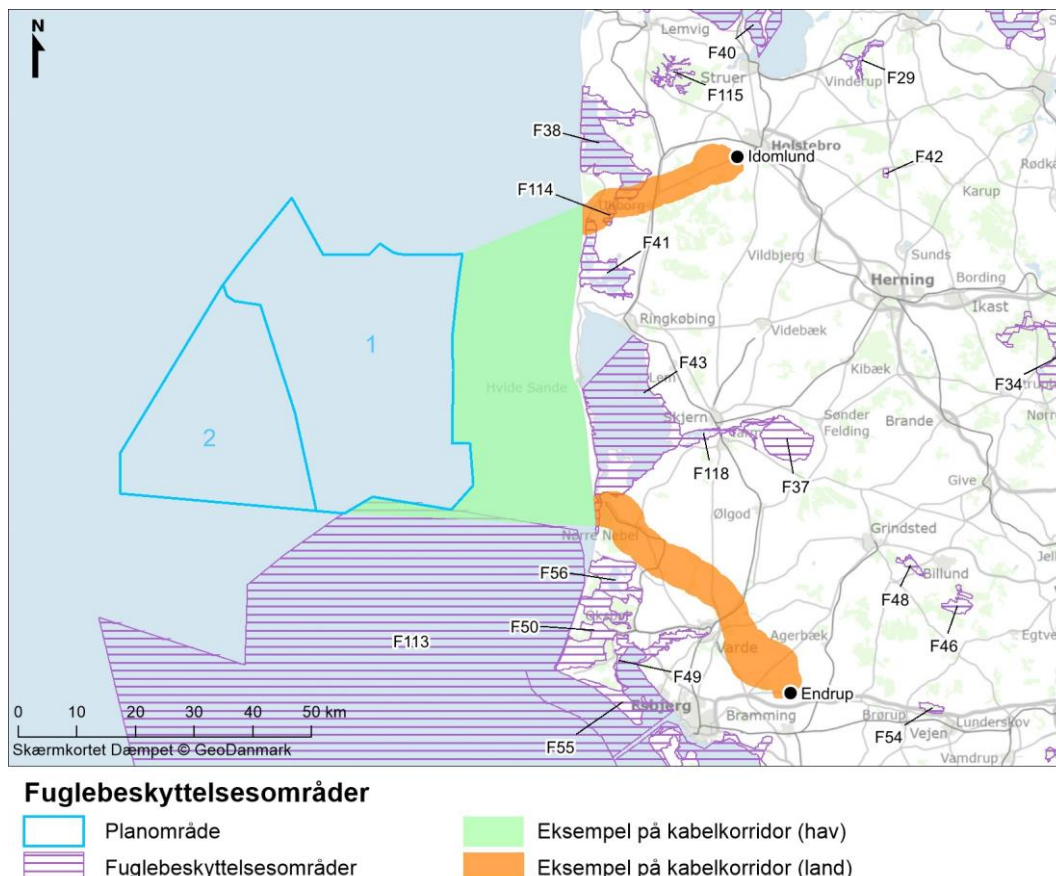 N
Lemvig
F40
Struer
F115
Vinderup
F29
F38
Holstebro
Idomlund
F42
F114
Ulfborg
Karup
F41
Vildbjerg
Sunds
Herning
Bording
Ikast
1
Ringkøbing
Videbæk
F43
Kibæk
F34
Hvide Sande
Lem
Skjern
Sønder
Felding
Brande
2
Tarm
F118
F37
Give
Ølgod
Grindsted
Nørre Nebel
F56
F48
Billund
Oksbøl
F50
F113
Varde
Agerbæk
F46
F49
Endrup
0 10 20 30 40 50 km
Esbjerg
F55
Bramming
Brørup
F54
Vejen
Lunderskov
Vamdrup
Skærmkortet Dæmpet © GeoDanmark
Fuglebeskyttelsesområder
Planområde
Eksempel på kabelkorridor (hav)
Fuglebeskyttelsesområder
Eksempel på kabelkorridor (land)